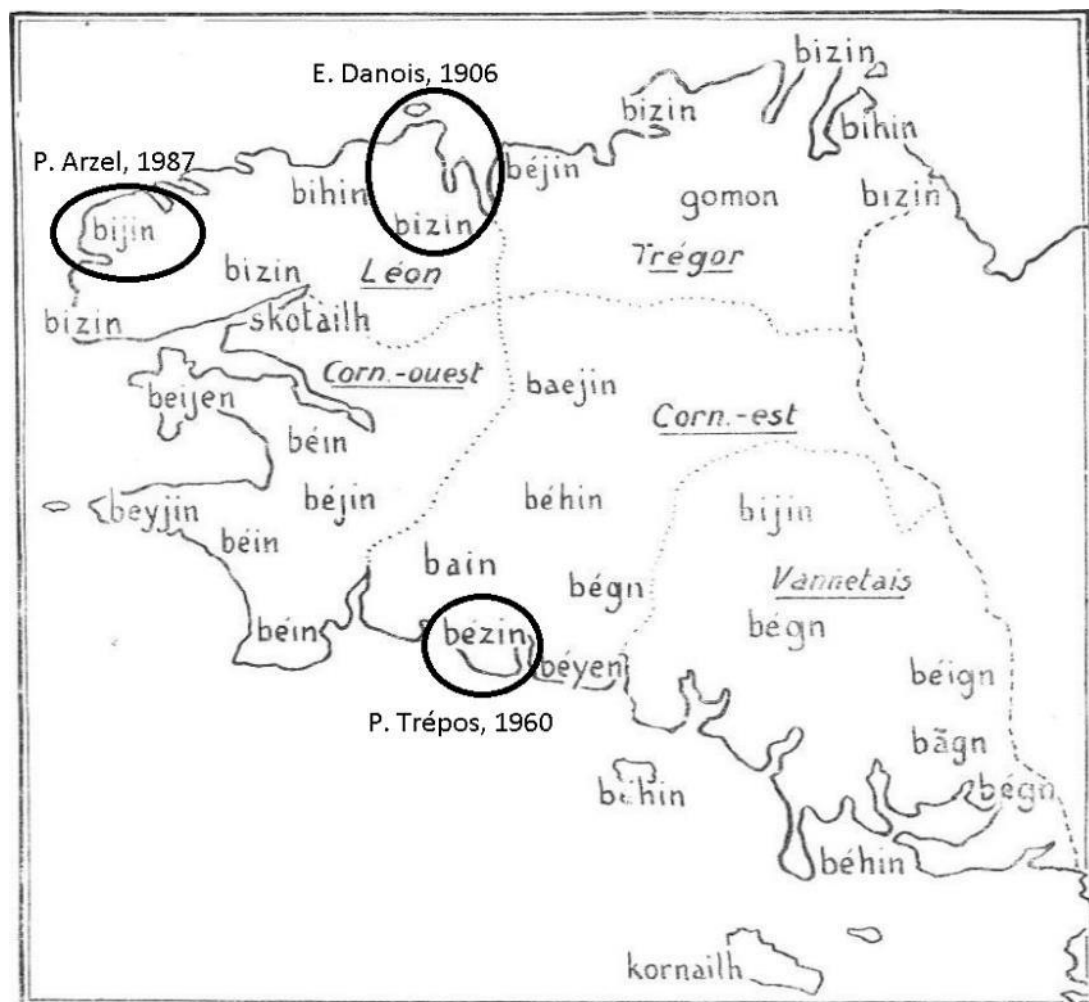 bizin
E. Danois, 1906
bizin
bihin
P. Arzel, 1987
béjin
bihin
gomon
bizin
bijin
bizin
Trégor
bizin
Léon
bizin
skotailh
Corn.-ouest
baejin
beijen
Corn.-est
béin
béjin
béhin
bijin
beyjin
béin
bain
Vannetais
bégn
bégn
béin
bézin
béyen
béign
P. Trépos, 1960
bãgn
béhin
bégn
béhin
kornailh